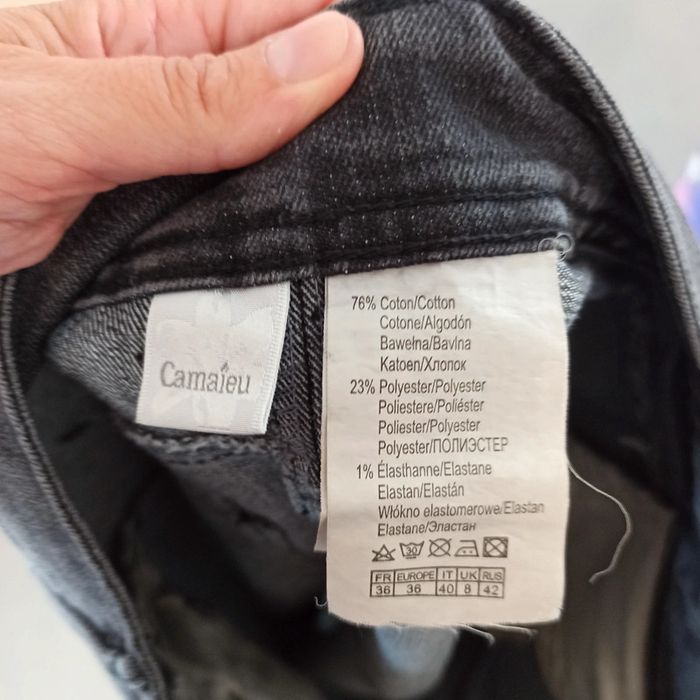 Camaïeu
76% Coton/Cotton
Cotone/Algodón
Bawełna/Bavlna
Katoen/Хлопок
23% Polyester/Polyester
Poliestere/Poliéster
Poliester/Polyester
Polyester/ПОЛИЭСТЕР
1% Élasthanne/Elastane
Elastan/Elastán
Włókno elastomerowe/Elastan
Elastane/Эластан
30
FR EUROPE IT UK RUS
36 36 40 8 42